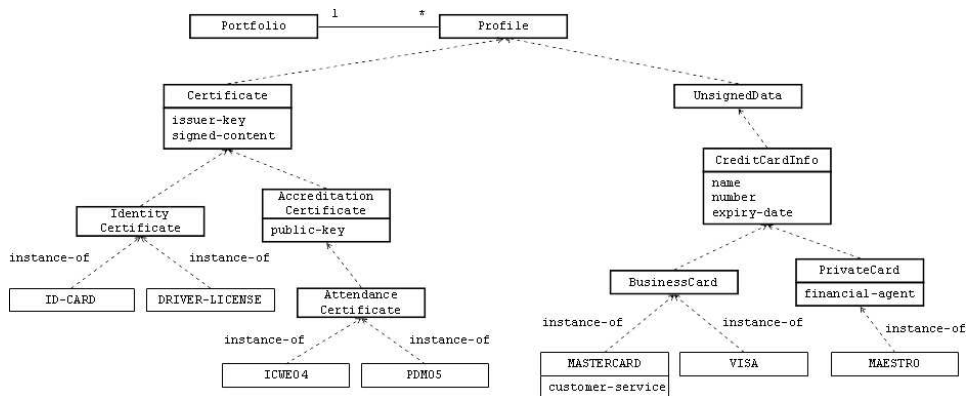 Portfolio
1
*
Profile
Certificate
issuer-key
signed-content
UnsignedData
CreditCardInfo
name
number
expiry-date
Identity
Certificate
Accreditation
Certificate
public-key
instance-of
instance-of
ID-CARD
DRIVER-LICENSE
Attendance
Certificate
instance-of
instance-of
ICWE04
PDM05
BusinessCard
PrivateCard
financial-agent
instance-of
instance-of
instance-of
MASTERCARD
customer-service
VISA
MAESTRO